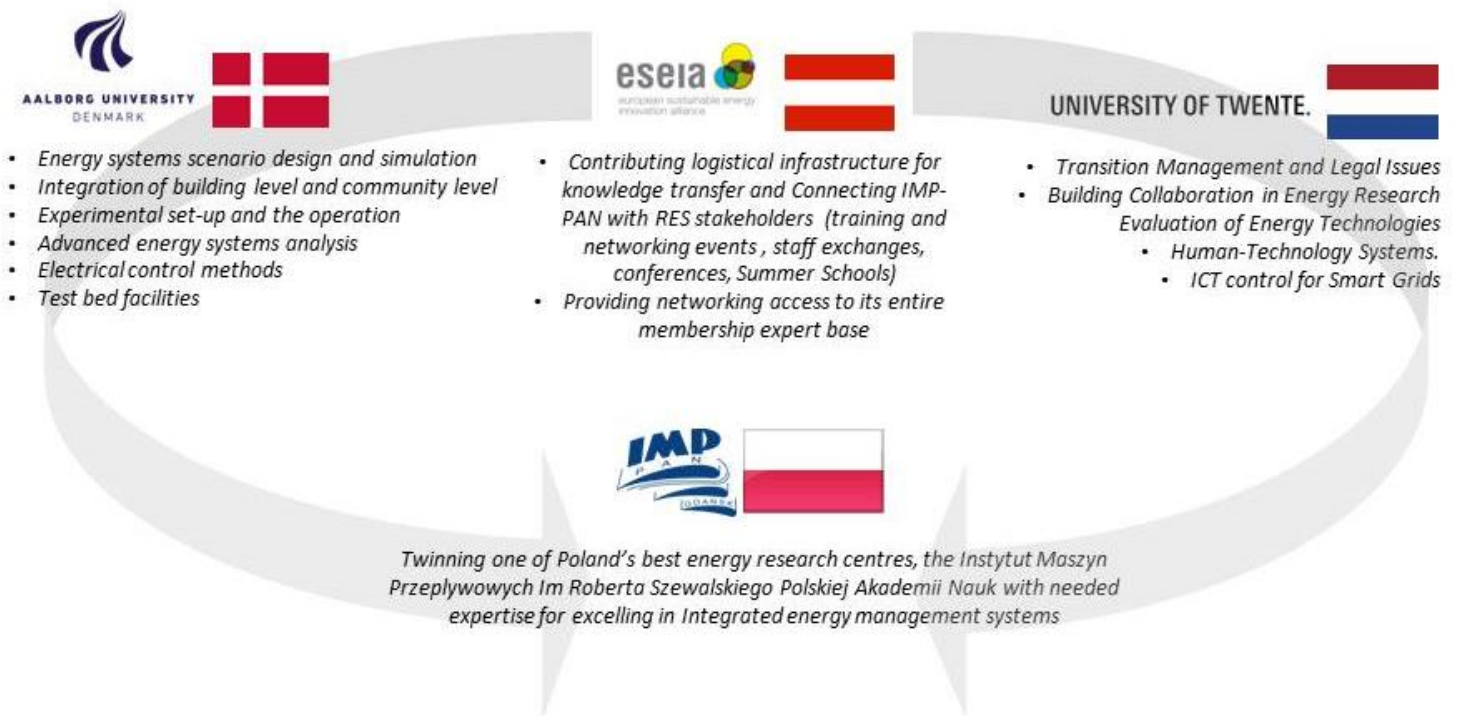 AALBORG UNIVERSITY
DENMARK
• Energy systems scenario design and simulation
• Integration of building level and community level
• Experimental set-up and the operation
• Advanced energy systems analysis
• Electrical control methods
• Test bed facilities
eseia
european sustainable energy
innovation alliance
• Contributing logistical infrastructure for
knowledge transfer and Connecting IMP-
PAN with RES stakeholders (training and
networking events , staff exchanges,
conferences, Summer Schools)
• Providing networking access to its entire
membership expert base
UNIVERSITY OF TWENTE.
• Transition Management and Legal Issues
• Building Collaboration in Energy Research
Evaluation of Energy Technologies
• Human-Technology Systems.
• ICT control for Smart Grids
IMP
PAN
GDAŃSK
Twinning one of Poland's best energy research centres, the Instytut Maszyn
Przeplywowych Im Roberta Szewalskiego Polskiej Akademii Nauk with needed
expertise for excelling in Integrated energy management systems